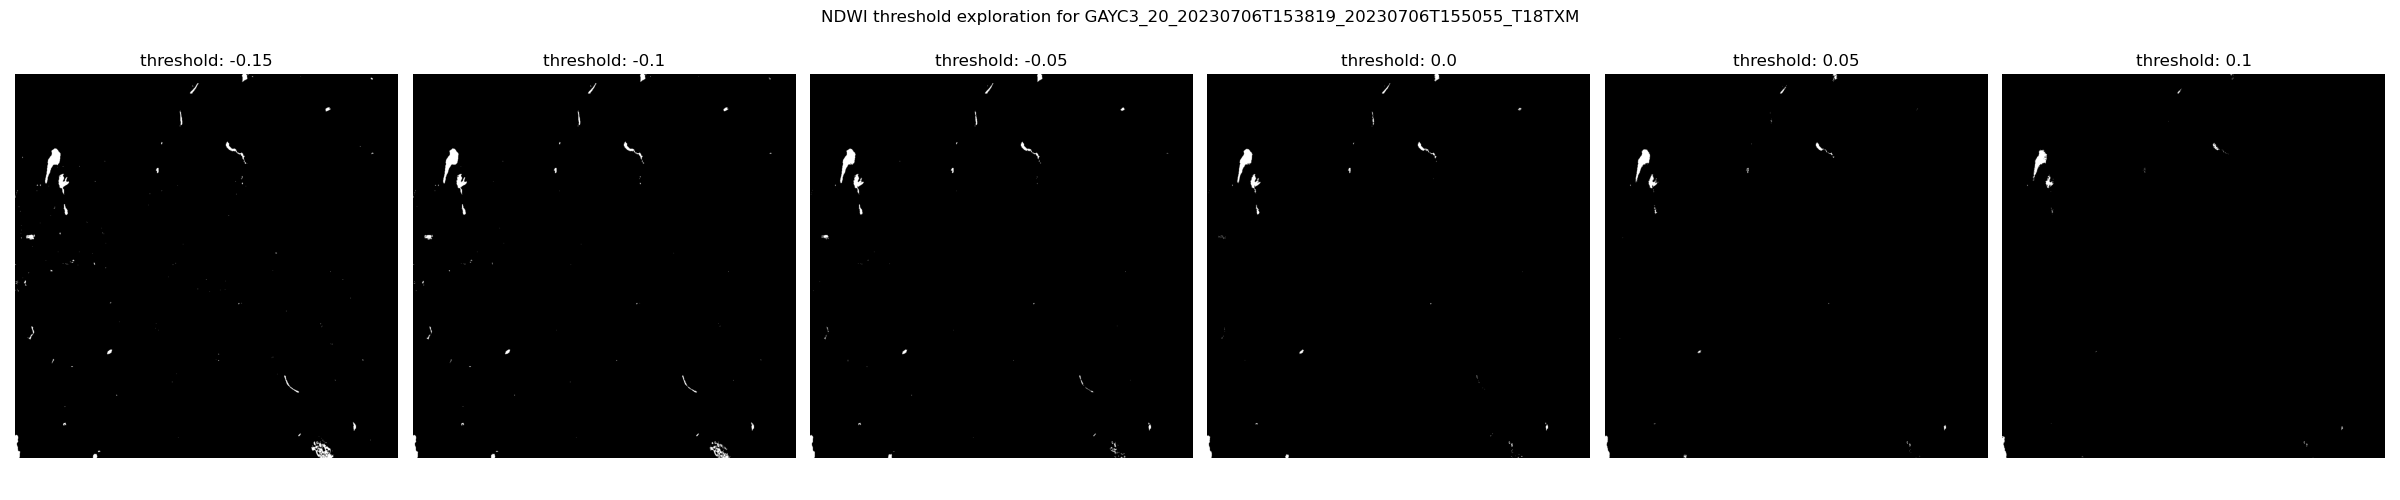 NDWI threshold exploration for GAYC3_20_20230706T153819_20230706T155055_T18TXM
threshold: -0.15
threshold: -0.1
threshold: -0.05
threshold: 0.0
threshold: 0.05
threshold: 0.1